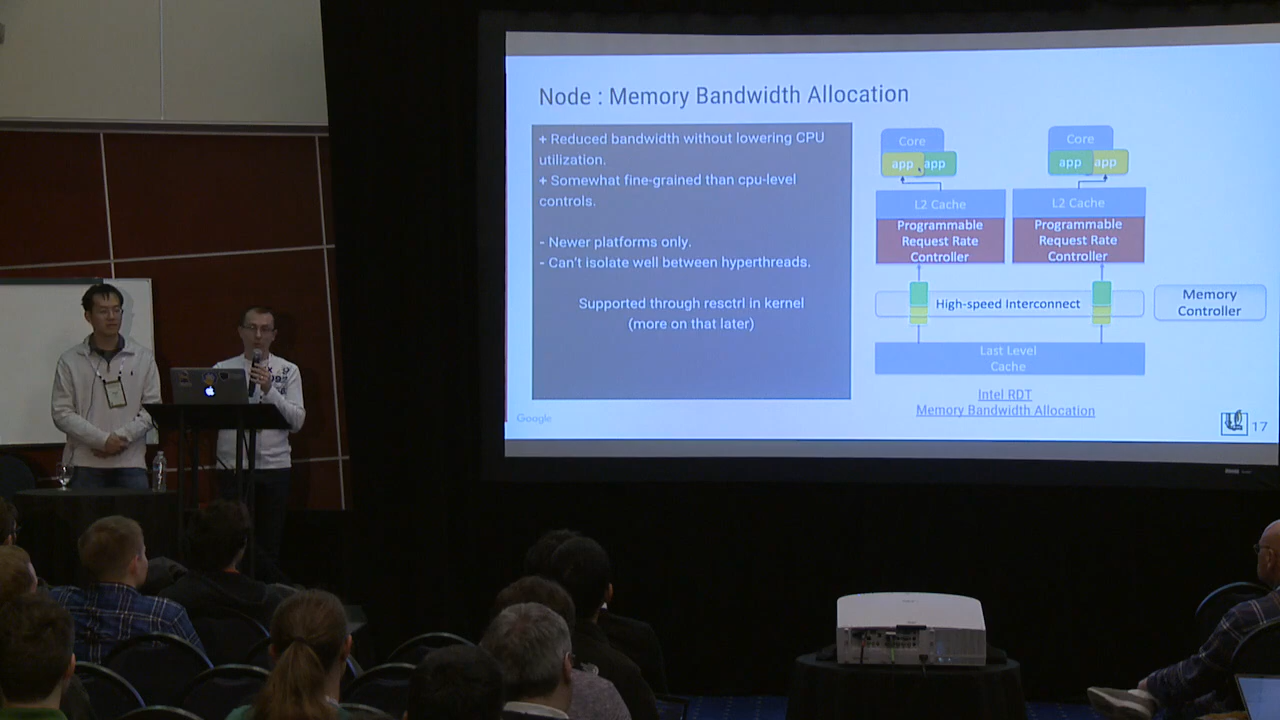 Node : Memory Bandwidth Allocation
+ Reduced bandwidth without lowering CPU
utilization.
+ Somewhat fine-grained than cpu-level
controls.
- Newer platforms only.
- Can't isolate well between hyperthreads.
Supported through resctrl in kernel
(more on that later)
Core
app app
L2 Cache
Programmable
Request Rate
Controller
Core
app app
L2 Cache
Programmable
Request Rate
Controller
High-speed Interconnect
Memory
Controller
Last Level
Cache
Intel RDT
Memory Bandwidth Allocation
Google
17